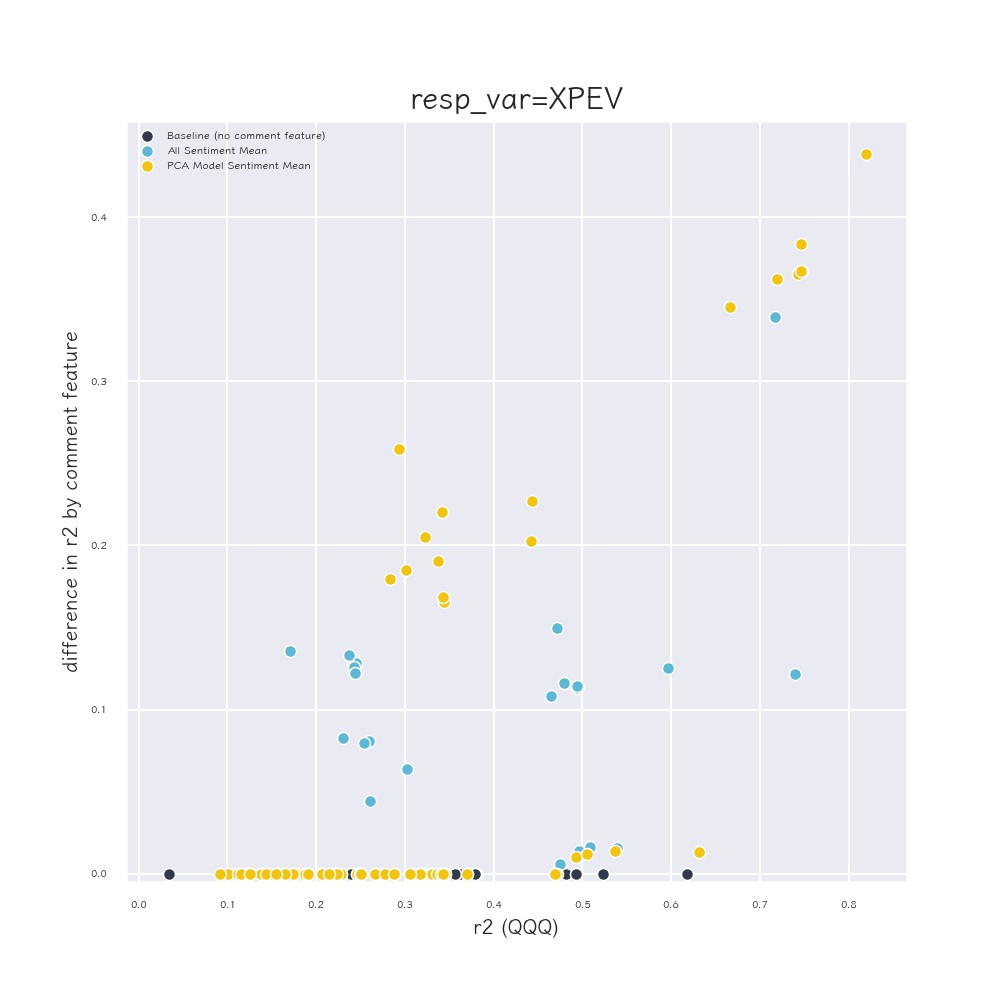 resp_var=XPEV
Baseline (no comment feature)
All Sentiment Mean
PCA Model Sentiment Mean
0.4
0.3
0.2
0.1
0.0
difference in r2 by comment feature
0.0 0.1 0.2 0.3 0.4 0.5 0.6 0.7 0.8
r2 (QQQ)